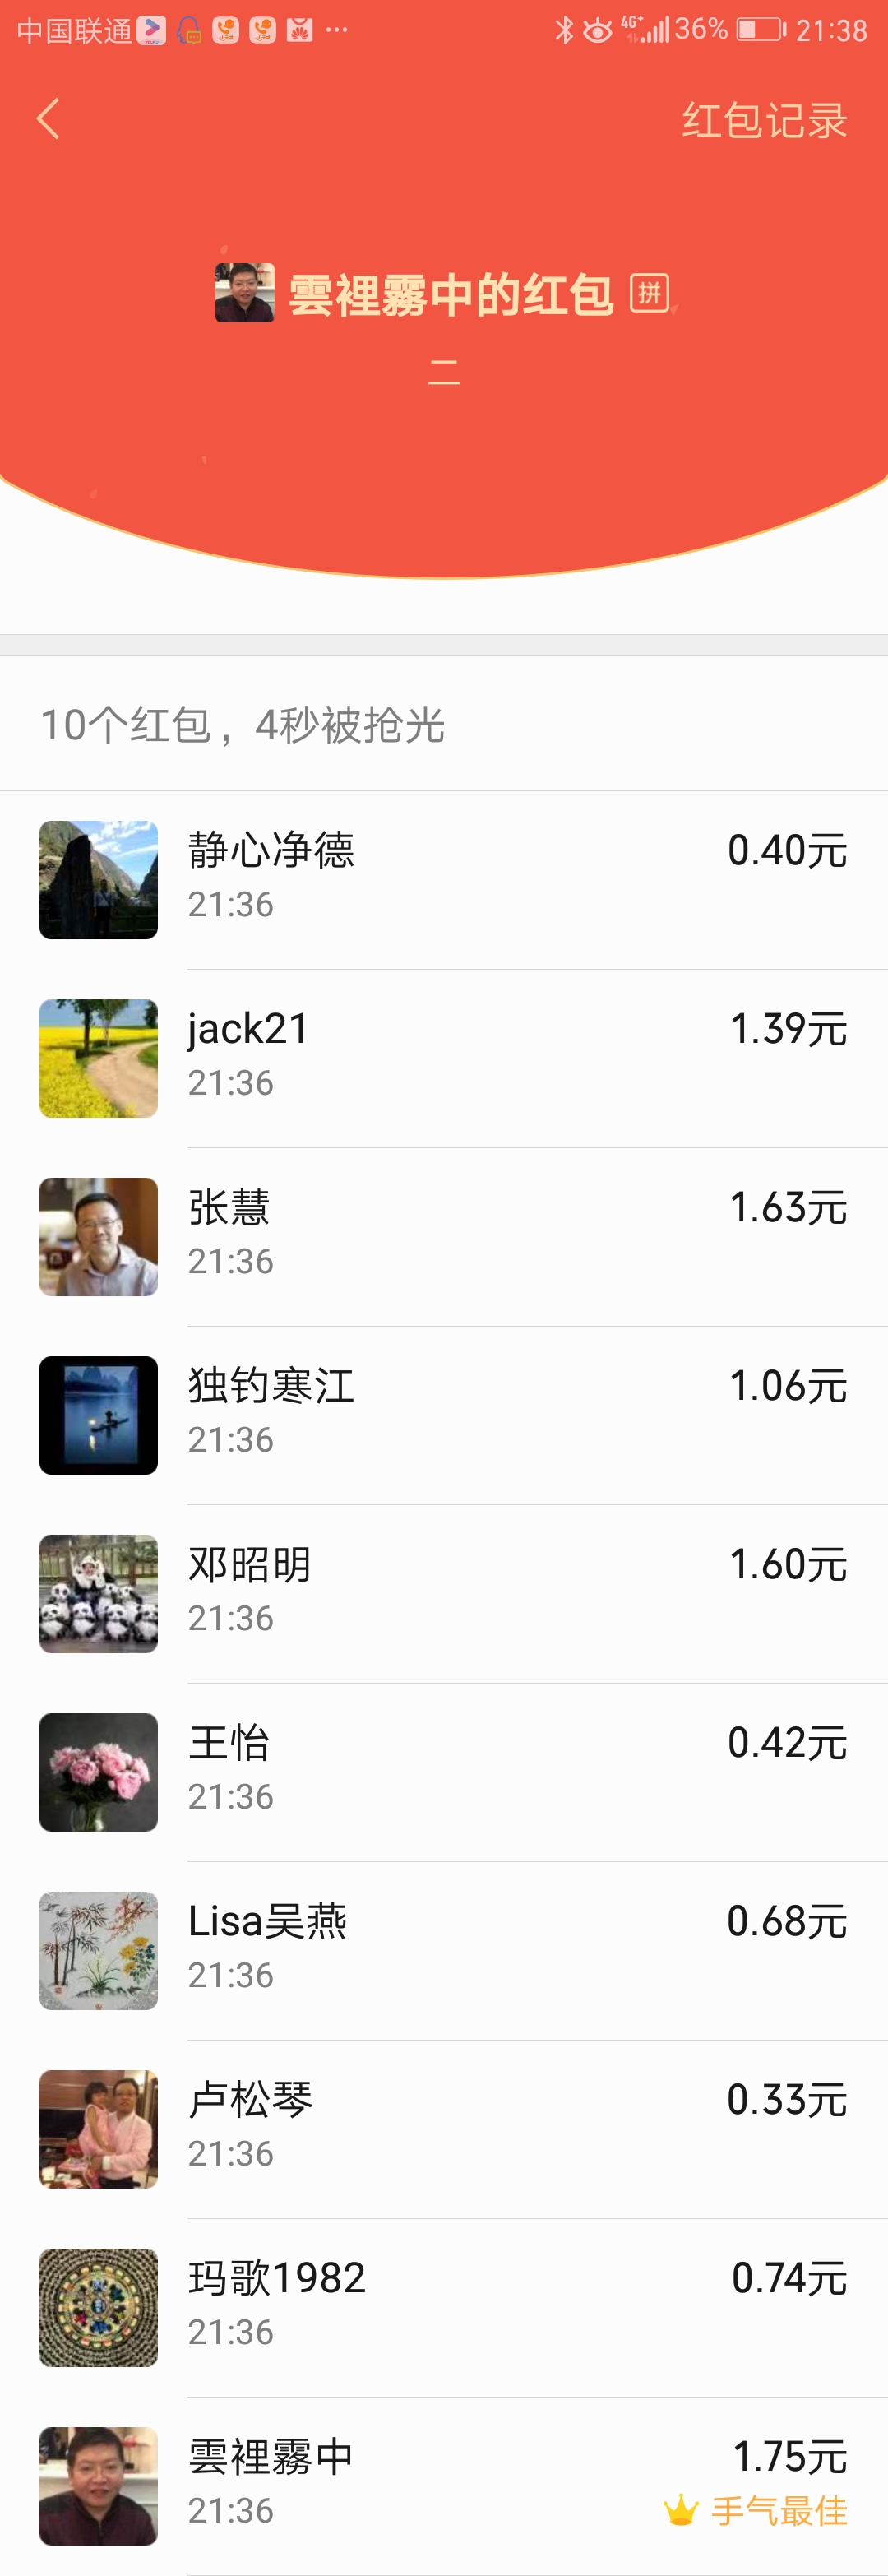 中国联通 ··· 4G+ 36% 21:38
红包记录
雲裡霧中的红包 拼
二
10个红包，4秒被抢光
静心净德 0.40元
21:36
jack21 1.39元
21:36
张慧 1.63元
21:36
独钓寒江 1.06元
21:36
邓昭明 1.60元
21:36
王怡 0.42元
21:36
Lisa吴燕 0.68元
21:36
卢松琴 0.33元
21:36
玛歌1982 0.74元
21:36
雲裡霧中 1.75元
21:36 手气最佳